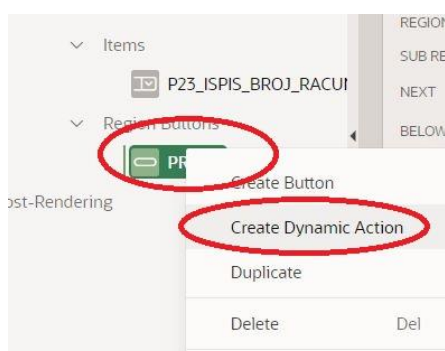 Items
P23_ISPIS_BROJ_RACUN
Region Buttons
PR
ost-Rendering
Create Button
Create Dynamic Action
Duplicate
Delete Del
REGION
SUB RE
NEXT
BELOW